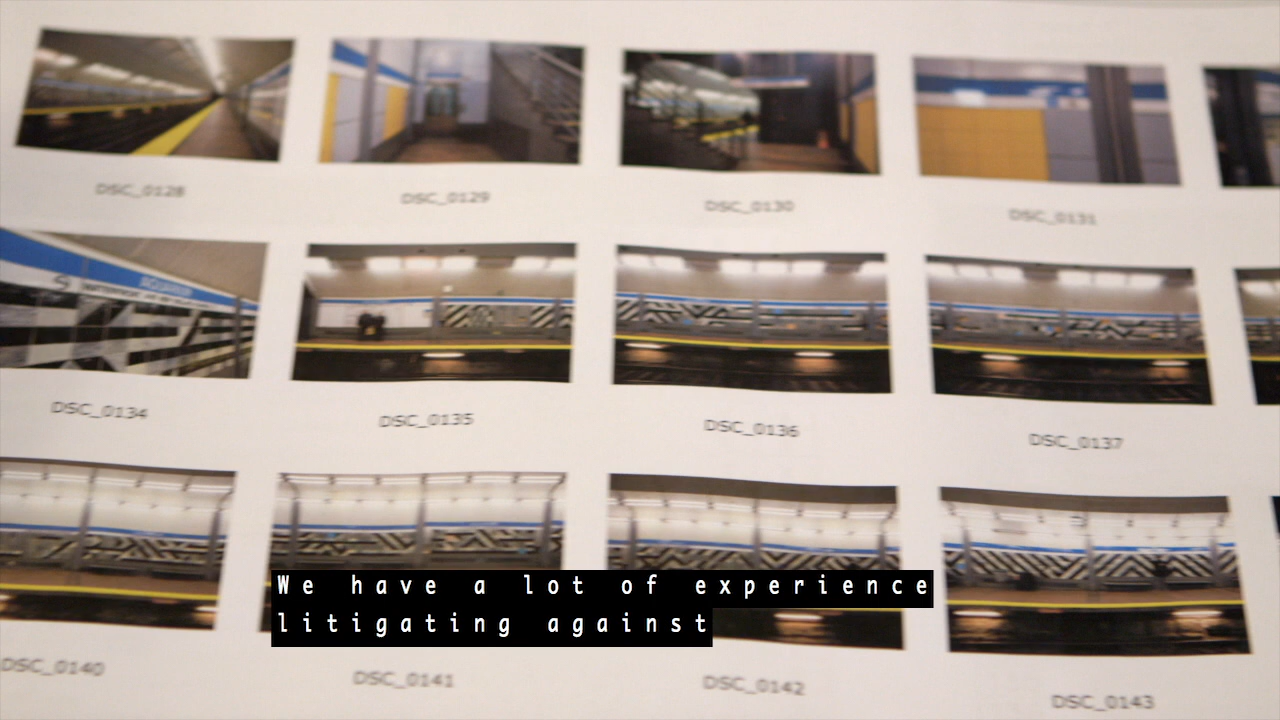 DSC_0128
DSC_0129
DSC_0130
DSC_0131
AQUARIUM
DSC_0134
DSC_0135
DSC_0136
DSC_0137
We have a lot of experience
litigating against
DSC_0140
DSC_0141
DSC_0142
DSC_0143